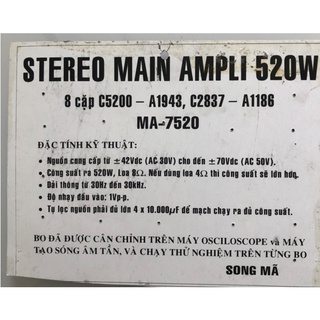 STEREO MAIN AMPLI 520W
8 cặp C5200 - A1943, C2837 - A1186
MA-7520
ĐẶC TÍNH KỸ THUẬT:
• Nguồn cung cấp từ ±42Vdc (AC 30V) cho đến ±70Vdc (AC 50V).
• Công suất ra 520W, Loa 8Ω. Nếu dùng loa 4Ω thì công suất sẽ lớn hơn.
• Dải thông từ 30Hz đến 30kHz.
• Độ nhạy đầu vào: 1Vp-p.
• Tụ lọc nguồn phải đủ lớn 4 x 10.000µF để mạch chạy ra đủ công suất.
BO ĐÃ ĐƯỢC CÂN CHỈNH TRÊN MÁY OSCILOSCOPE và MÁY
TẠO SÓNG ÂM TẦN, VÀ CHẠY THỬ NGHIỆM TRÊN TỪNG BO
SONG MÃ